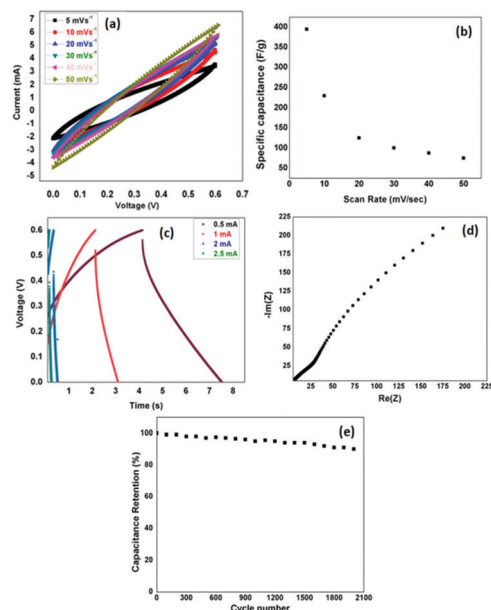 (a)
5 mVs⁻¹
10 mVs⁻¹
20 mVs⁻¹
30 mVs⁻¹
40 mVs⁻¹
50 mVs⁻¹
Current (mA)
7
6
5
4
3
2
1
0
-1
-2
-3
-4
-5
0.0 0.1 0.2 0.3 0.4 0.5 0.6 0.7
Voltage (V)
(b)
Specific capacitance (F/g)
400
350
300
250
200
150
100
50
10 20 30 40 50
Scan Rate (mV/sec)
(c)
0.5 mA
1 mA
2 mA
2.5 mA
Voltage (V)
0.6
0.5
0.4
0.3
0.2
0.1
0.0
1 2 3 4 5 6 7 8
Time (s)
(d)
-Im(Z)
-225
200
175
150
125
100
75
50
25
25 50 75 100 125 150 175 200 225
Re(Z)
(e)
Capacitance Retention (%)
100
80
60
40
20
0
0 300 600 900 1200 1500 1800 2100
Cycle number